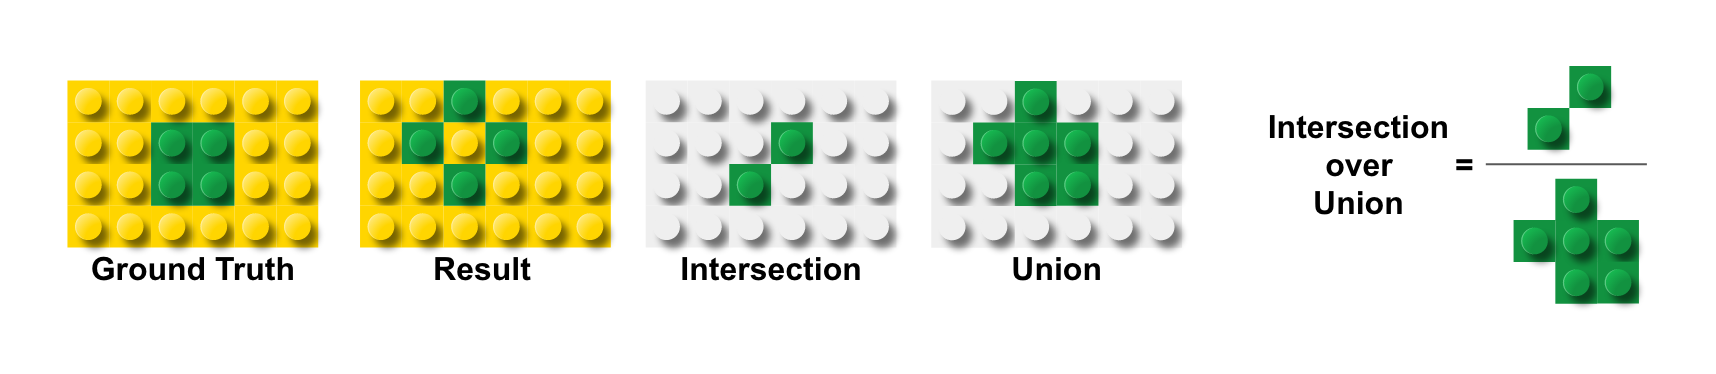 Ground Truth
Result
Intersection
Union
Intersection
over
Union
=